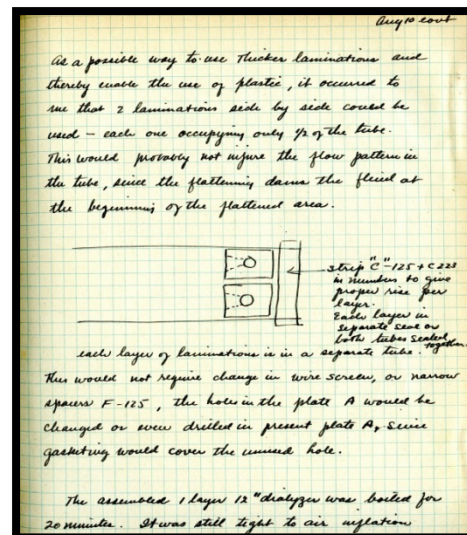 Aug 10 cont
As a possible way to use thicker laminations and
thereby enable the use of plastic, it occurred to
me that 2 laminations side by side could be
used – each one occupying only 1/2 of the tube.
This would probably not injure the flow pattern in
the tube, since the flattening dams the fluid at
the beginning of the flattened area.
strip "C"-125 + C223
in numbers to give
proper rise per
layer.
Each layer in
separate seal or
both tubes sealed
together.
each layer of laminations is in a separate tube.
This would not require change in wire screen, or narrow
spacers F-125, the holes in the plate A would be
changed or even drilled in present plate A, since
gasketing would cover the unused hole.
The assembled 1 layer 12" dialyzer was boiled for
20 minutes. It was still tight to air inflation